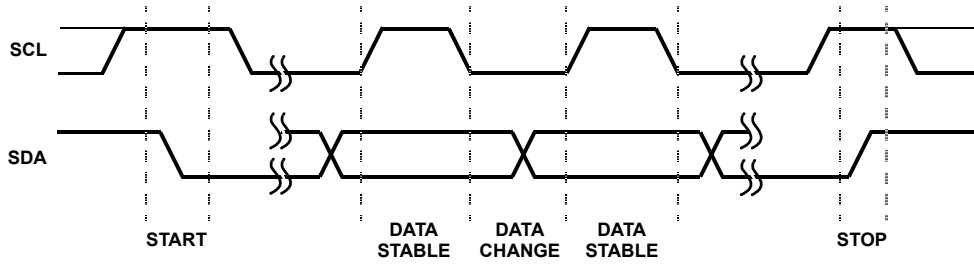 SCL
SDA
START
DATA
STABLE
DATA
CHANGE
DATA
STABLE
STOP